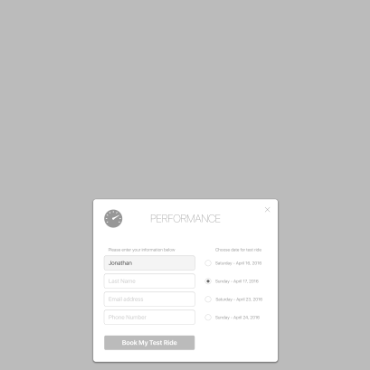 PERFORMANCE
Please enter your information below
Choose date for test ride
Jonathan
Saturday - April 16, 2016
Last Name
Sunday - April 17, 2016
Email address
Saturday - April 23, 2016
Phone Number
Sunday - April 24, 2016
Book My Test Ride